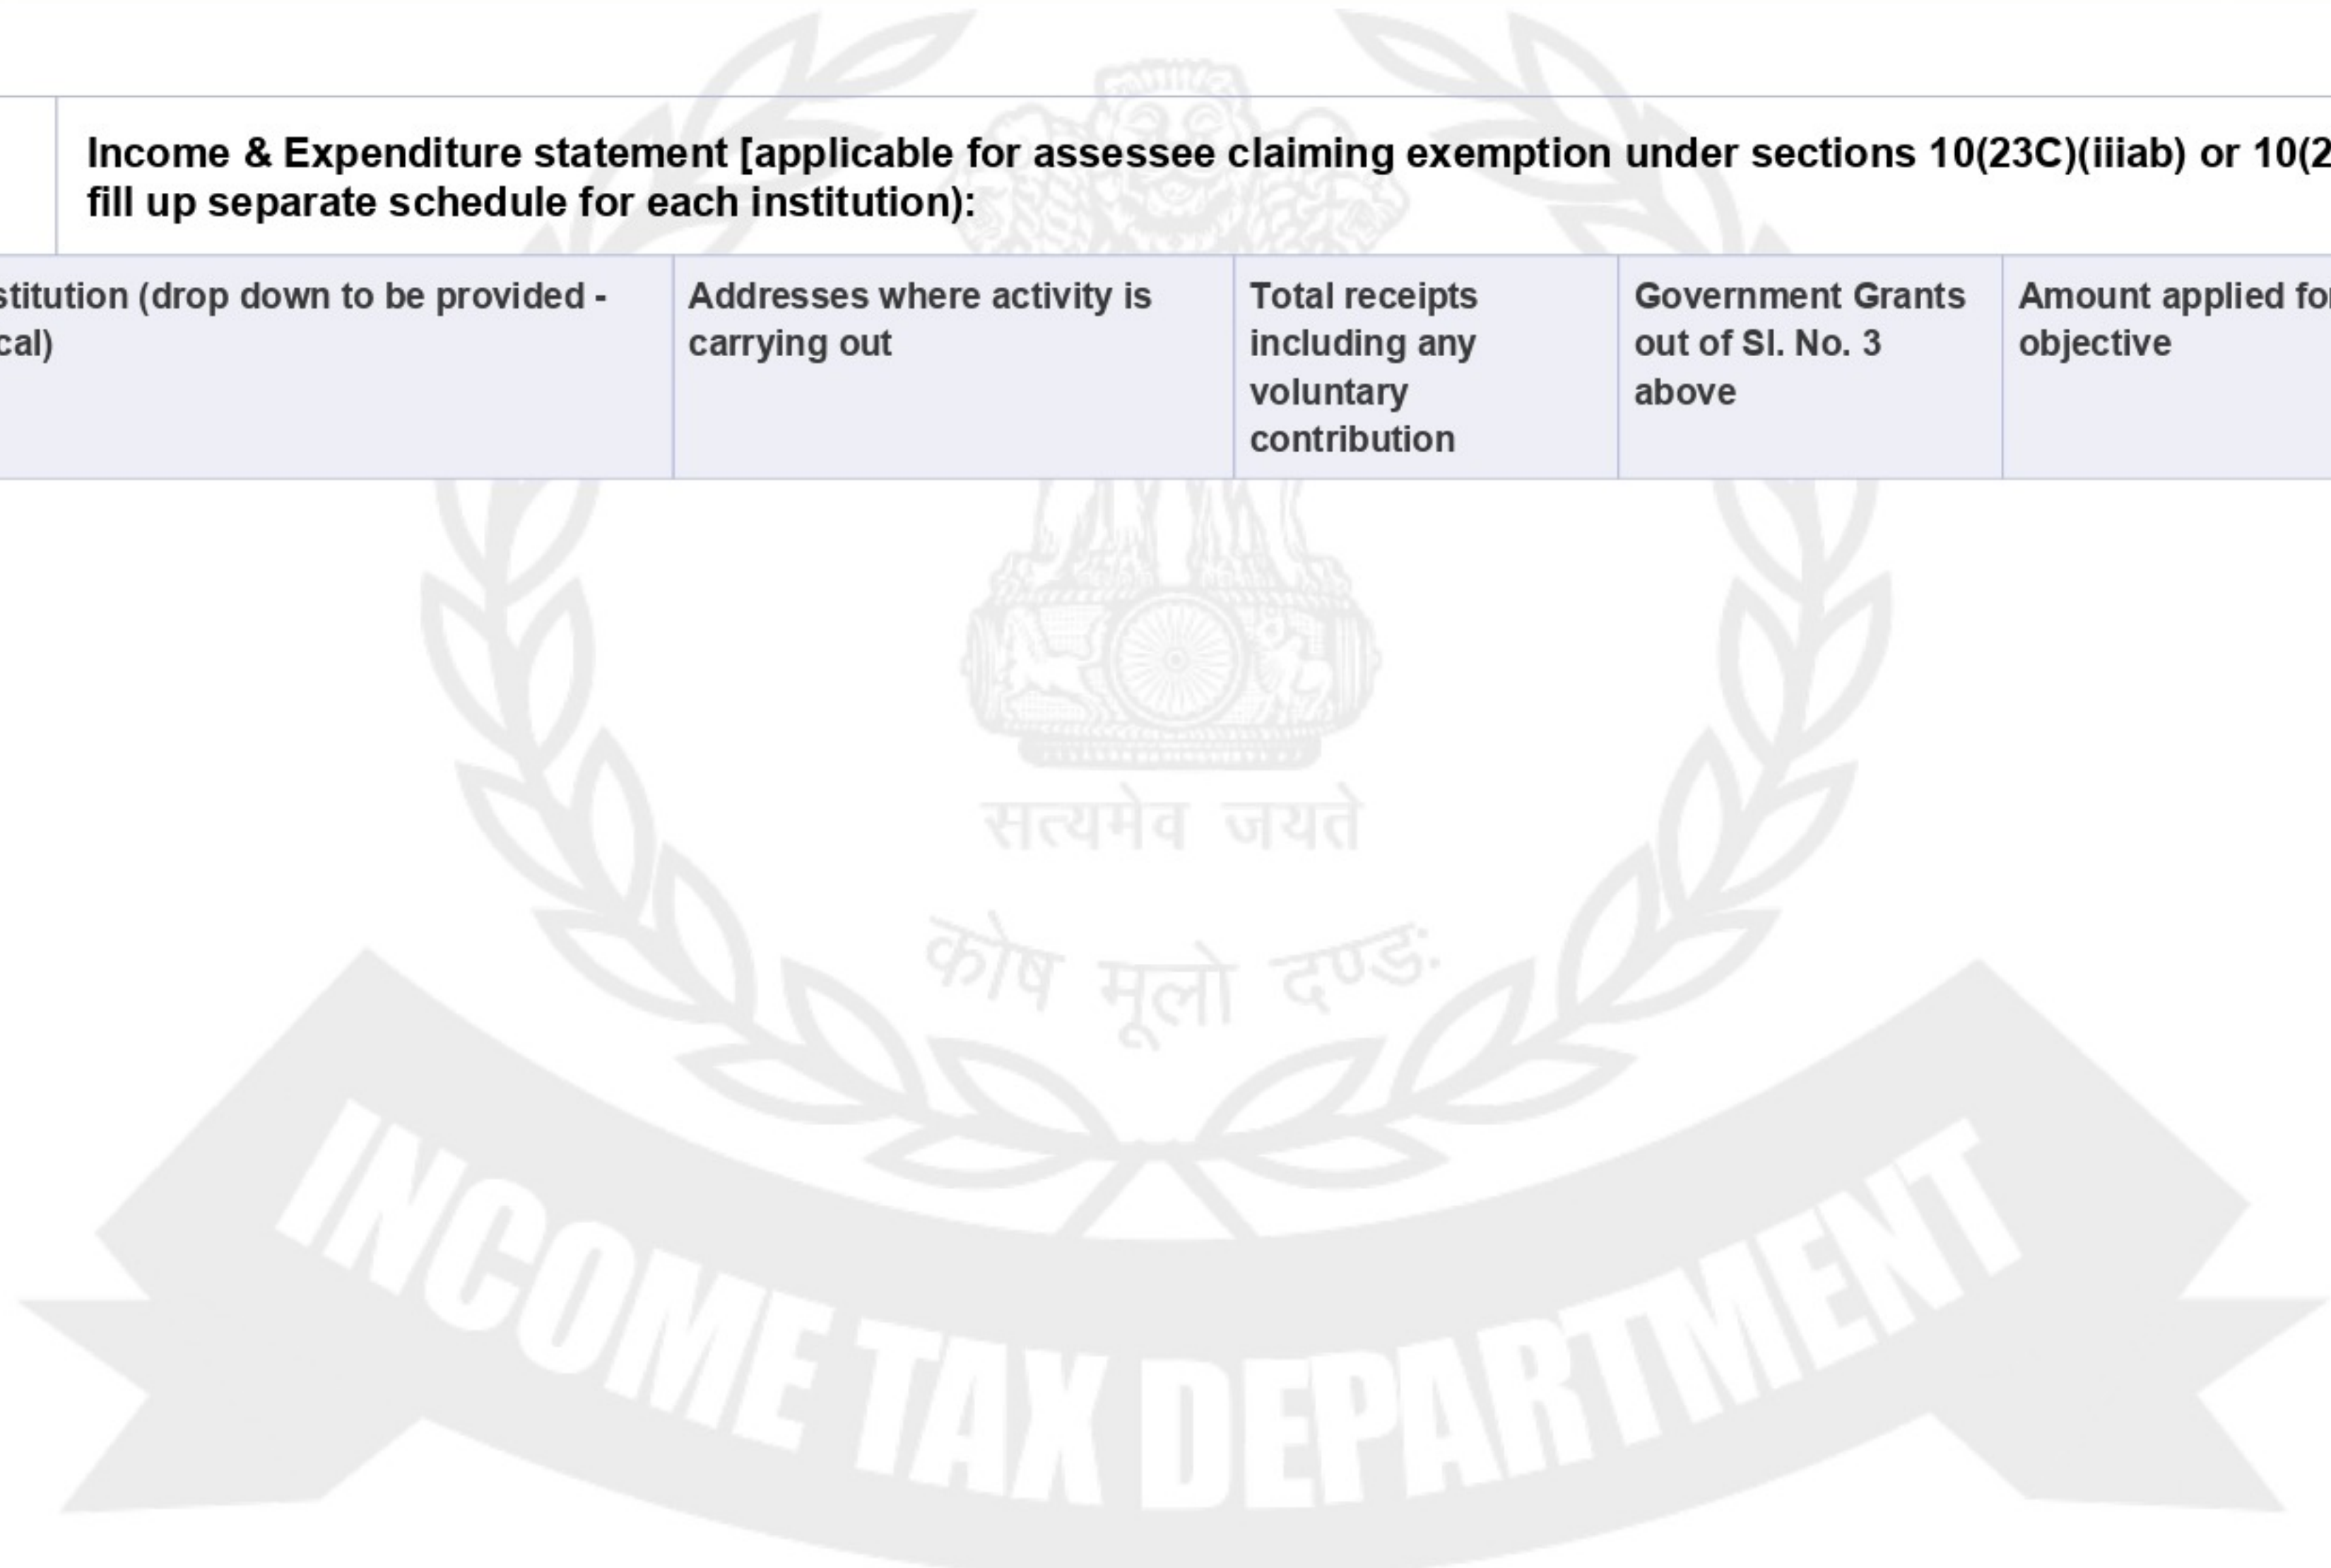 Income & Expenditure statement [applicable for assessee claiming exemption under sections 10(23C)(iiiab) or 10(2
fill up separate schedule for each institution):
stitution (drop down to be provided -
cal)
Addresses where activity is
carrying out
Total receipts
including any
voluntary
contribution
Government Grants
out of Sl. No. 3
above
Amount applied for
objective
सत्यमेव जयते
कोष मूलो दण्ड:
INCOME TAX DEPARTMENT